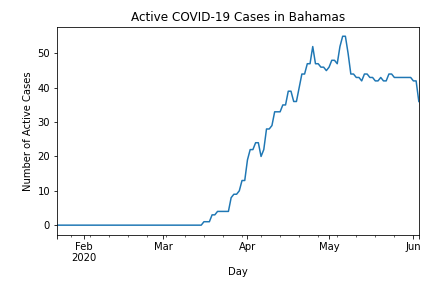 Active COVID-19 Cases in Bahamas
Number of Active Cases
50
40
30
20
10
0
Feb Mar Apr May Jun
2020
Day